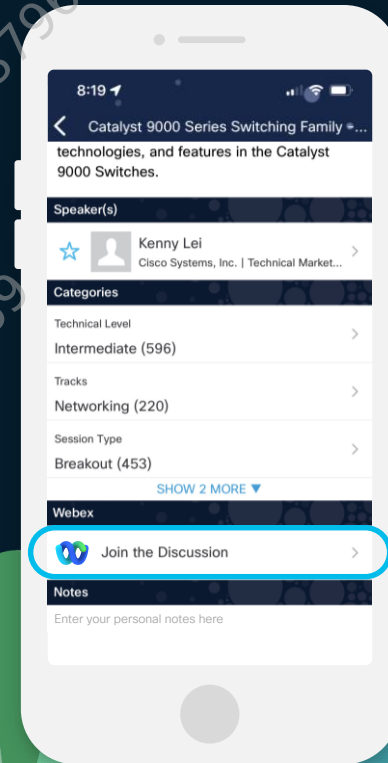 8:19
Catalyst 9000 Series Switching Family =...
technologies, and features in the Catalyst
9000 Switches.
Speaker(s)
Kenny Lei
Cisco Systems, Inc. | Technical Market...
Categories
Technical Level
Intermediate (596)
Tracks
Networking (220)
Session Type
Breakout (453)
SHOW 2 MORE ▼
Webex
Join the Discussion
Notes
Enter your personal notes here